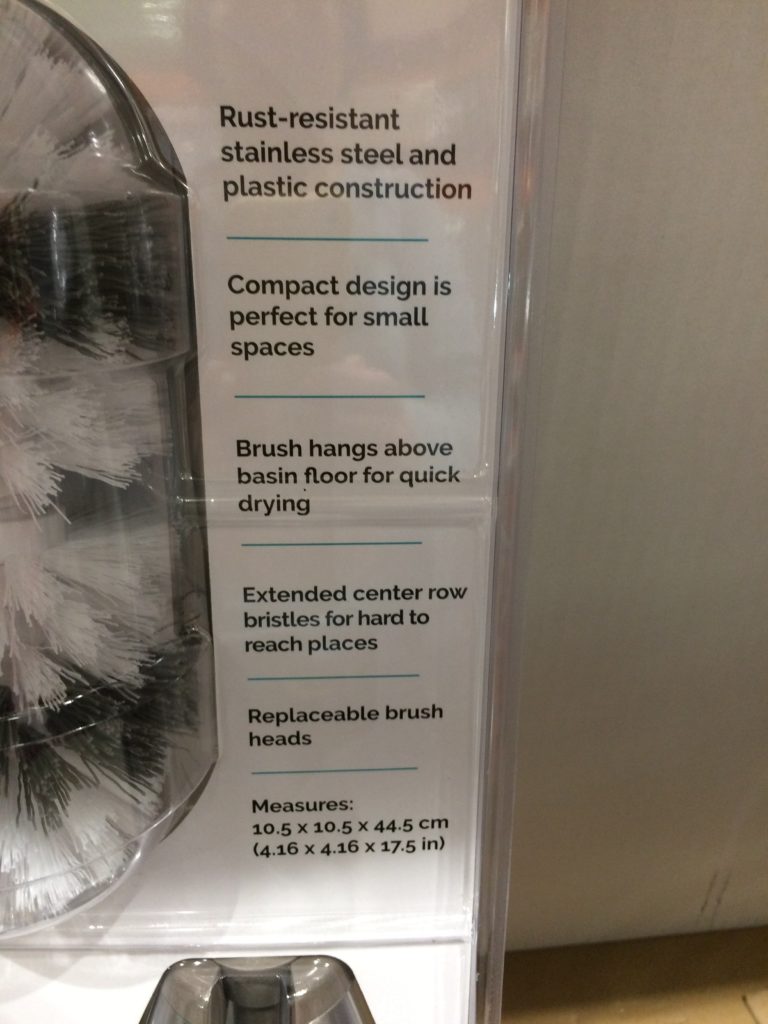 Rust-resistant
stainless steel and
plastic construction
Compact design is
perfect for small
spaces
Brush hangs above
basin floor for quick
drying
Extended center row
bristles for hard to
reach places
Replaceable brush
heads
Measures:
10.5 x 10.5 x 44.5 cm
(4.16 x 4.16 x 17.5 in)